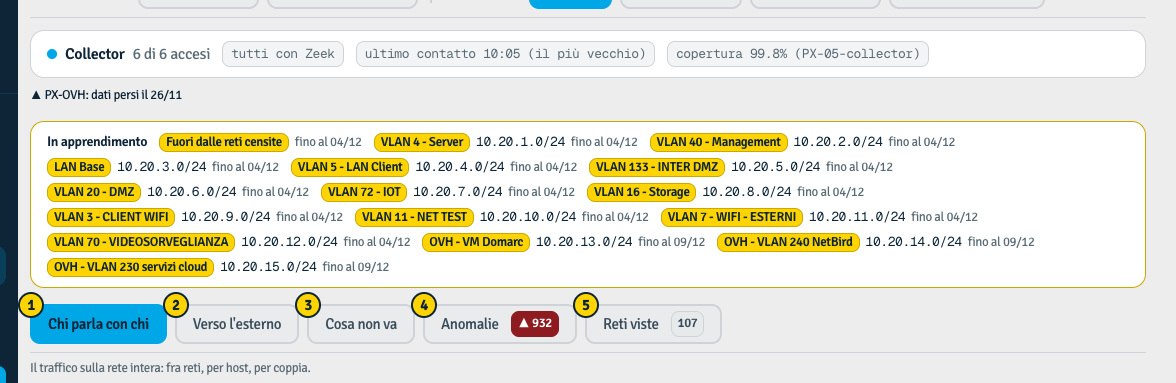 Collector 6 di 6 accesi tutti con Zeek ultimo contatto 10:05 (il più vecchio) copertura 99.8% (PX-05-collector)
▲ PX-OVH: dati persi il 26/11
In apprendimento Fuori dalle reti censite fino al 04/12 VLAN 4 - Server 10.20.1.0/24 fino al 04/12 VLAN 40 - Management 10.20.2.0/24 fino al 04/12
LAN Base 10.20.3.0/24 fino al 04/12 VLAN 5 - LAN Client 10.20.4.0/24 fino al 04/12 VLAN 133 - INTER DMZ 10.20.5.0/24 fino al 04/12
VLAN 20 - DMZ 10.20.6.0/24 fino al 04/12 VLAN 72 - IOT 10.20.7.0/24 fino al 04/12 VLAN 16 - Storage 10.20.8.0/24 fino al 04/12
VLAN 3 - CLIENT WIFI 10.20.9.0/24 fino al 04/12 VLAN 11 - NET TEST 10.20.10.0/24 fino al 04/12 VLAN 7 - WIFI - ESTERNI 10.20.11.0/24 fino al 04/12
VLAN 70 - VIDEOSORVEGLIANZA 10.20.12.0/24 fino al 04/12 OVH - VM Domarc 10.20.13.0/24 fino al 09/12 OVH - VLAN 240 NetBird 10.20.14.0/24 fino al 09/12
OVH - VLAN 230 servizi cloud 10.20.15.0/24 fino al 09/12
1 Chi parla con chi 2 Verso l'esterno 3 Cosa non va 4 Anomalie ▲ 932 5 Reti viste 107
Il traffico sulla rete intera: fra reti, per host, per coppia.